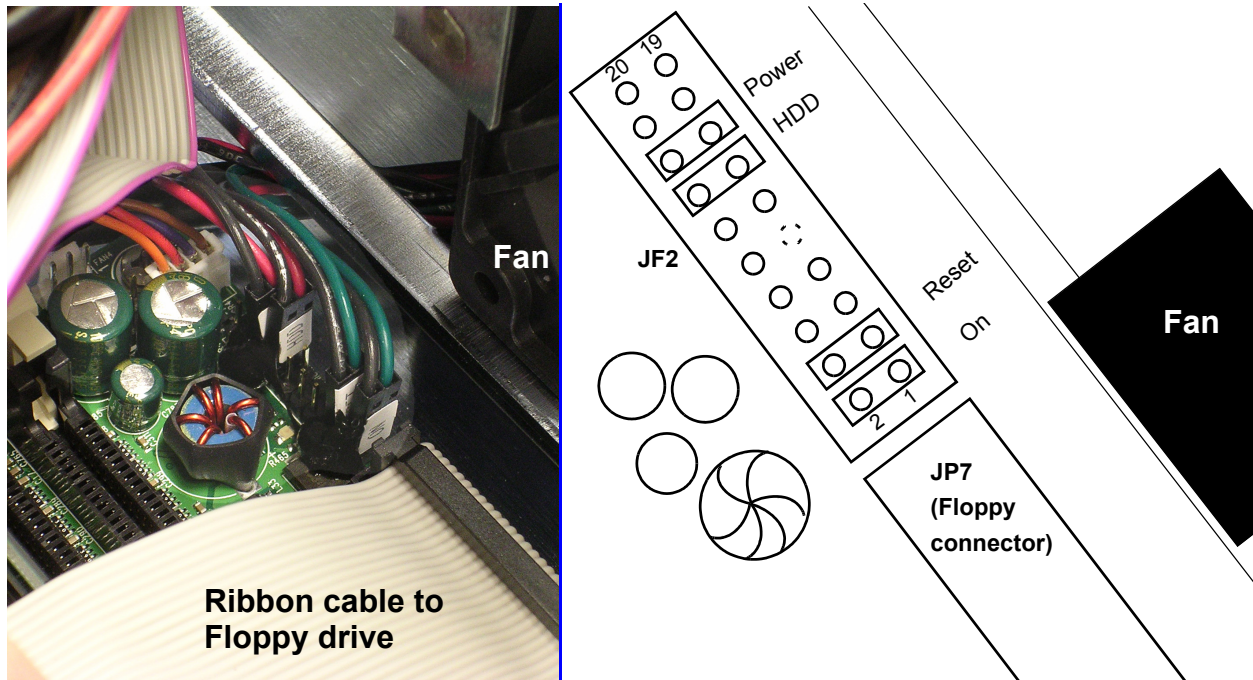 Fan
Ribbon cable to
Floppy drive
20
19
Power
HDD
JF2
Reset
On
2
1
JP7
(Floppy
connector)
Fan